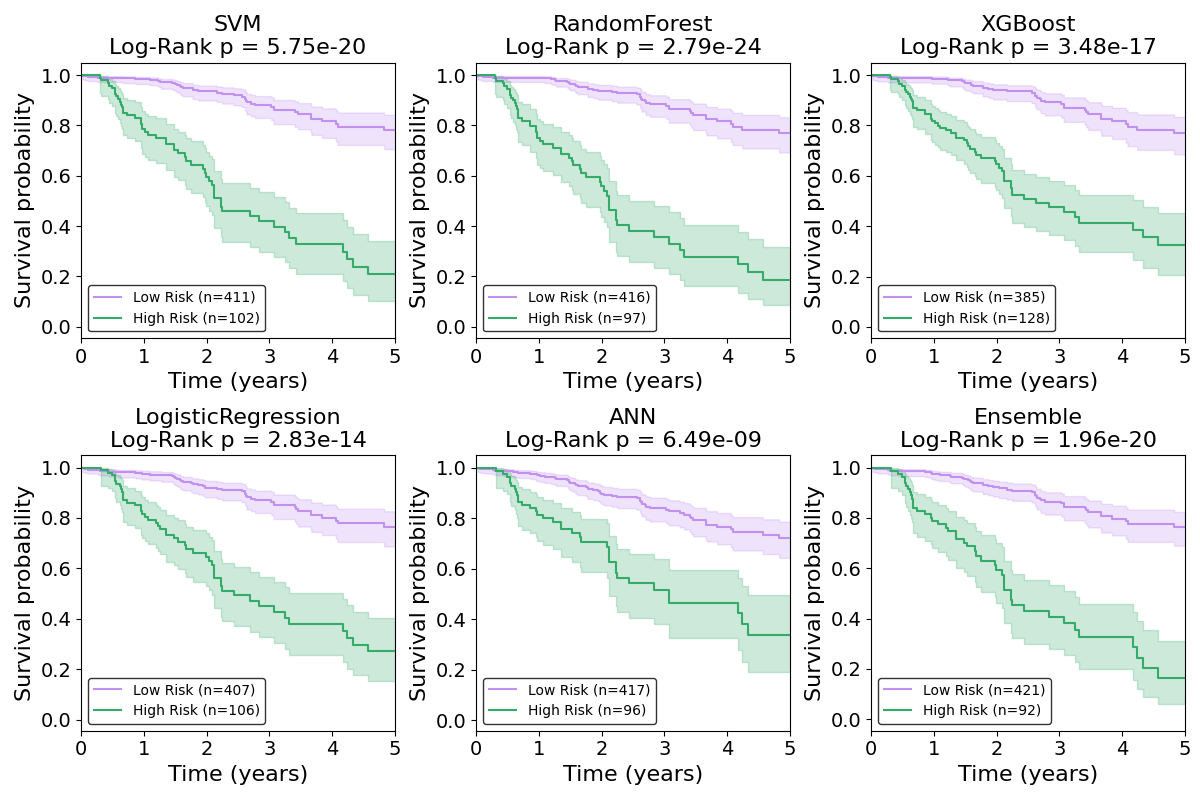 SVM
Log-Rank p = 5.75e-20
Survival probability
1.0
0.8
0.6
0.4
0.2
0.0
Low Risk (n=411)
High Risk (n=102)
0 1 2 3 4 5
Time (years)
RandomForest
Log-Rank p = 2.79e-24
Survival probability
1.0
0.8
0.6
0.4
0.2
0.0
Low Risk (n=416)
High Risk (n=97)
0 1 2 3 4 5
Time (years)
XGBoost
Log-Rank p = 3.48e-17
Survival probability
1.0
0.8
0.6
0.4
0.2
0.0
Low Risk (n=385)
High Risk (n=128)
0 1 2 3 4 5
Time (years)
LogisticRegression
Log-Rank p = 2.83e-14
Survival probability
1.0
0.8
0.6
0.4
0.2
0.0
Low Risk (n=407)
High Risk (n=106)
0 1 2 3 4 5
Time (years)
ANN
Log-Rank p = 6.49e-09
Survival probability
1.0
0.8
0.6
0.4
0.2
0.0
Low Risk (n=417)
High Risk (n=96)
0 1 2 3 4 5
Time (years)
Ensemble
Log-Rank p = 1.96e-20
Survival probability
1.0
0.8
0.6
0.4
0.2
0.0
Low Risk (n=421)
High Risk (n=92)
0 1 2 3 4 5
Time (years)